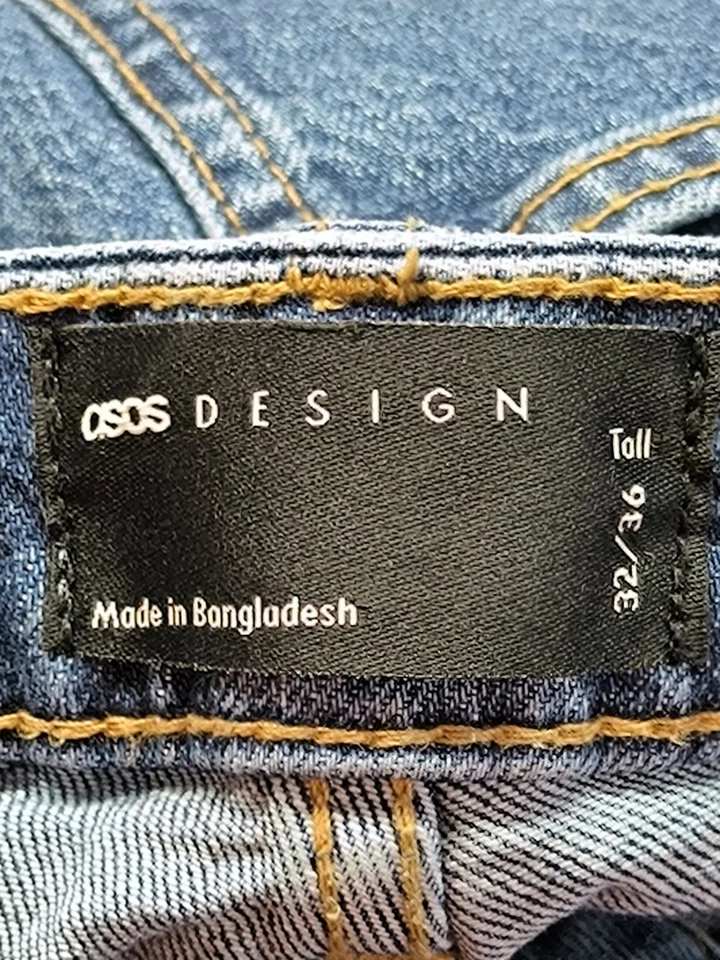 asos DESIGN
Tall
32/36
Made in Bangladesh